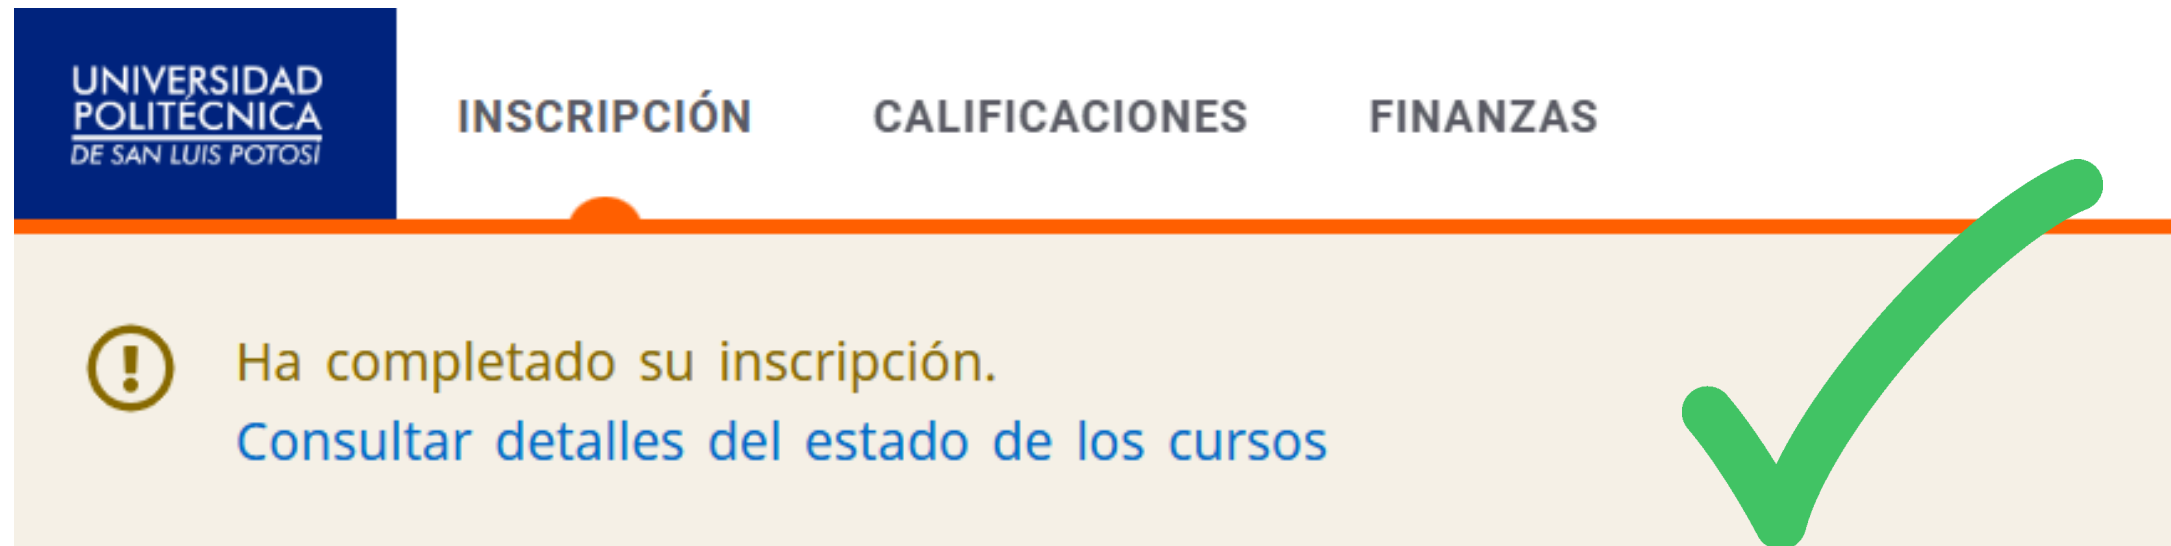 UNIVERSIDAD
POLITÉCNICA
DE SAN LUIS POTOSÍ
INSCRIPCIÓN CALIFICACIONES FINANZAS
Ha completado su inscripción.
Consultar detalles del estado de los cursos